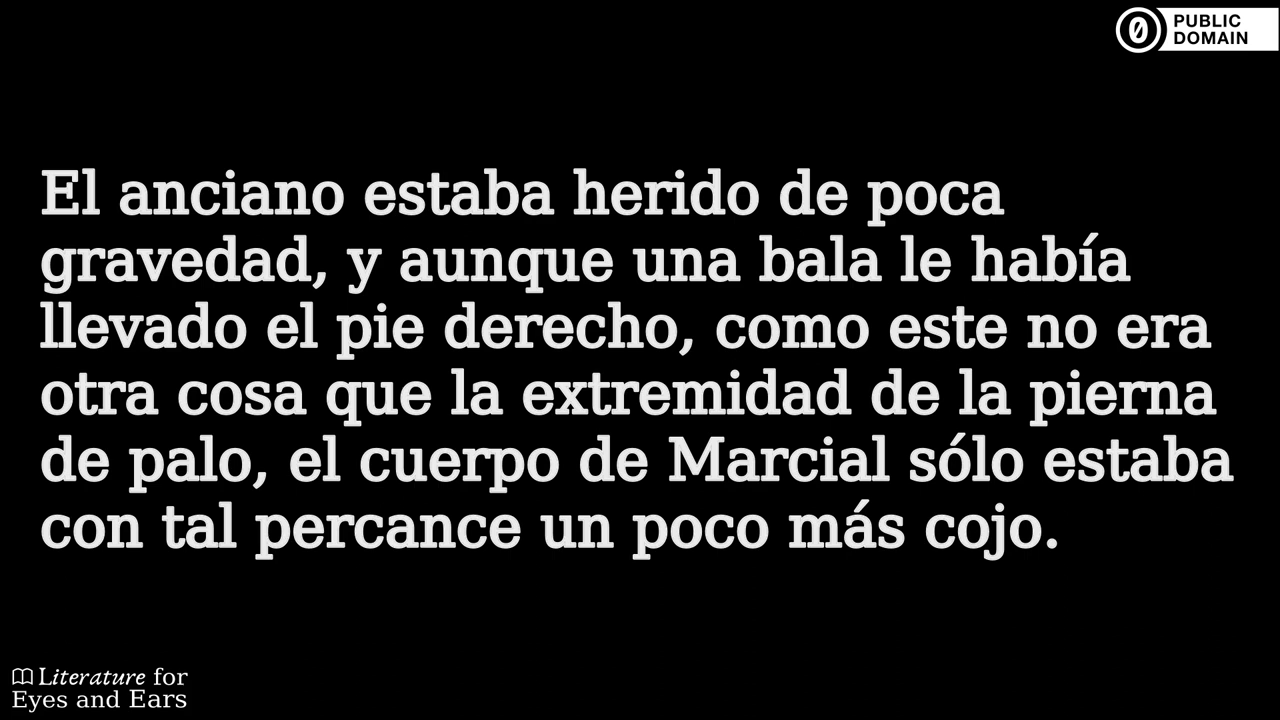 PUBLIC
DOMAIN
El anciano estaba herido de poca
gravedad, y aunque una bala le había
llevado el pie derecho, como este no era
otra cosa que la extremidad de la pierna
de palo, el cuerpo de Marcial sólo estaba
con tal percance un poco más cojo.
Literature for
Eyes and Ears